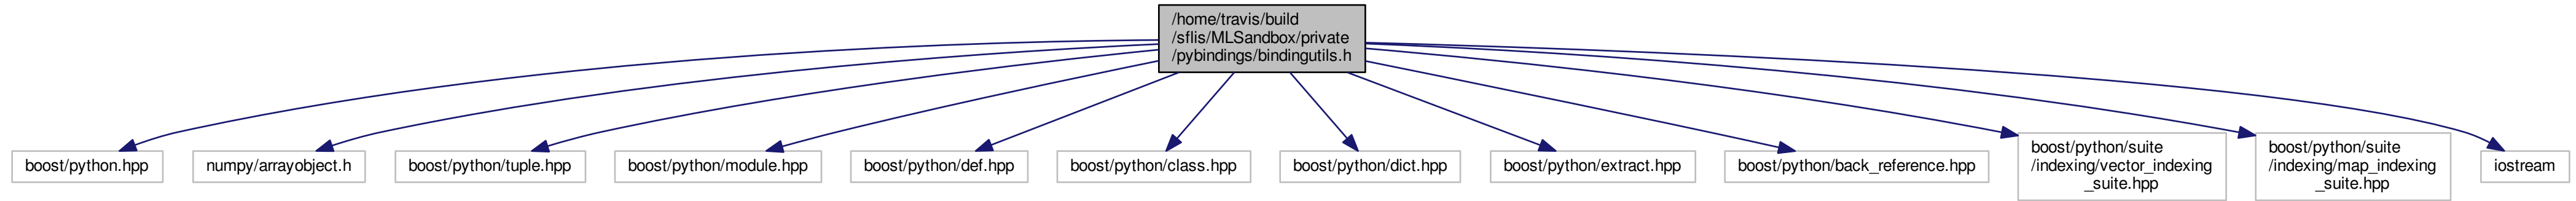 /home/travis/build
/sflis/MLSandbox/private
/pybindings/bindingutils.h
boost/python.hpp
numpy/arrayobject.h
boost/python/tuple.hpp
boost/python/module.hpp
boost/python/def.hpp
boost/python/class.hpp
boost/python/dict.hpp
boost/python/extract.hpp
boost/python/back_reference.hpp
boost/python/suite
/indexing/vector_indexing
_suite.hpp
boost/python/suite
/indexing/map_indexing
_suite.hpp
iostream